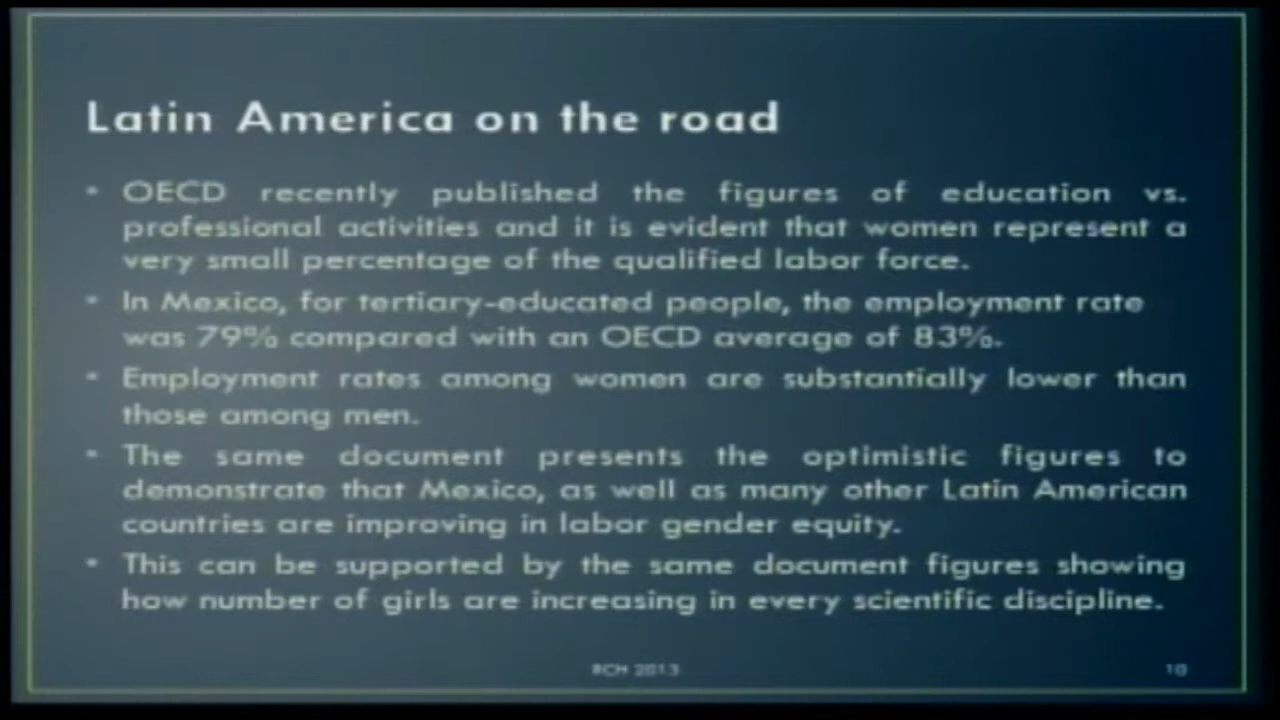 Latin America on the road
• OECD recently published the figures of education vs.
professional activities and it is evident that women represent a
very small percentage of the qualified labor force.
• In Mexico, for tertiary-educated people, the employment rate
was 79% compared with an OECD average of 83%.
• Employment rates among women are substantially lower than
those among men.
• The same document presents the optimistic figures to
demonstrate that Mexico, as well as many other Latin American
countries are improving in labor gender equity.
• This can be supported by the same document figures showing
how number of girls are increasing in every scientific discipline.
2013
10